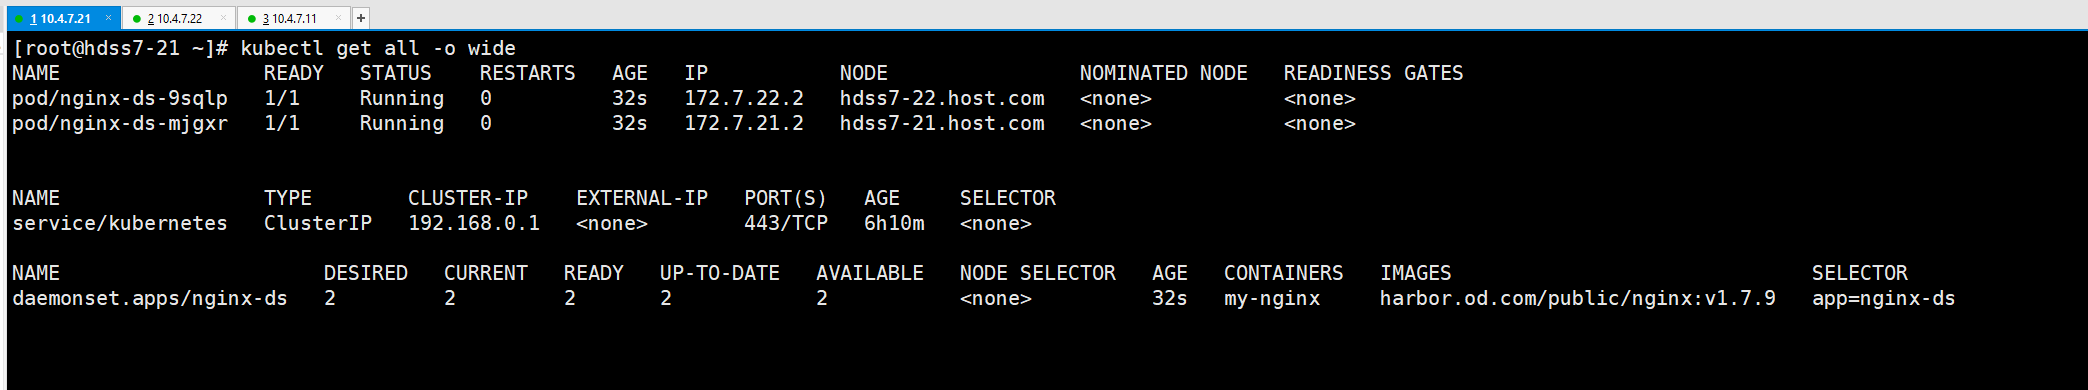 1 10.4.7.21 × 2 10.4.7.22 × 3 10.4.7.11 × +
[root@hdss7-21 ~]# kubectl get all -o wide
NAME READY STATUS RESTARTS AGE IP NODE NOMINATED NODE READINESS GATES
pod/nginx-ds-9sqlp 1/1 Running 0 32s 172.7.22.2 hdss7-22.host.com <none> <none>
pod/nginx-ds-mjgxr 1/1 Running 0 32s 172.7.21.2 hdss7-21.host.com <none> <none>
NAME TYPE CLUSTER-IP EXTERNAL-IP PORT(S) AGE SELECTOR
service/kubernetes ClusterIP 192.168.0.1 <none> 443/TCP 6h10m <none>
NAME DESIRED CURRENT READY UP-TO-DATE AVAILABLE NODE SELECTOR AGE CONTAINERS IMAGES SELECTOR
daemonset.apps/nginx-ds 2 2 2 2 2 <none> 32s my-nginx harbor.od.com/public/nginx:v1.7.9 app=nginx-ds